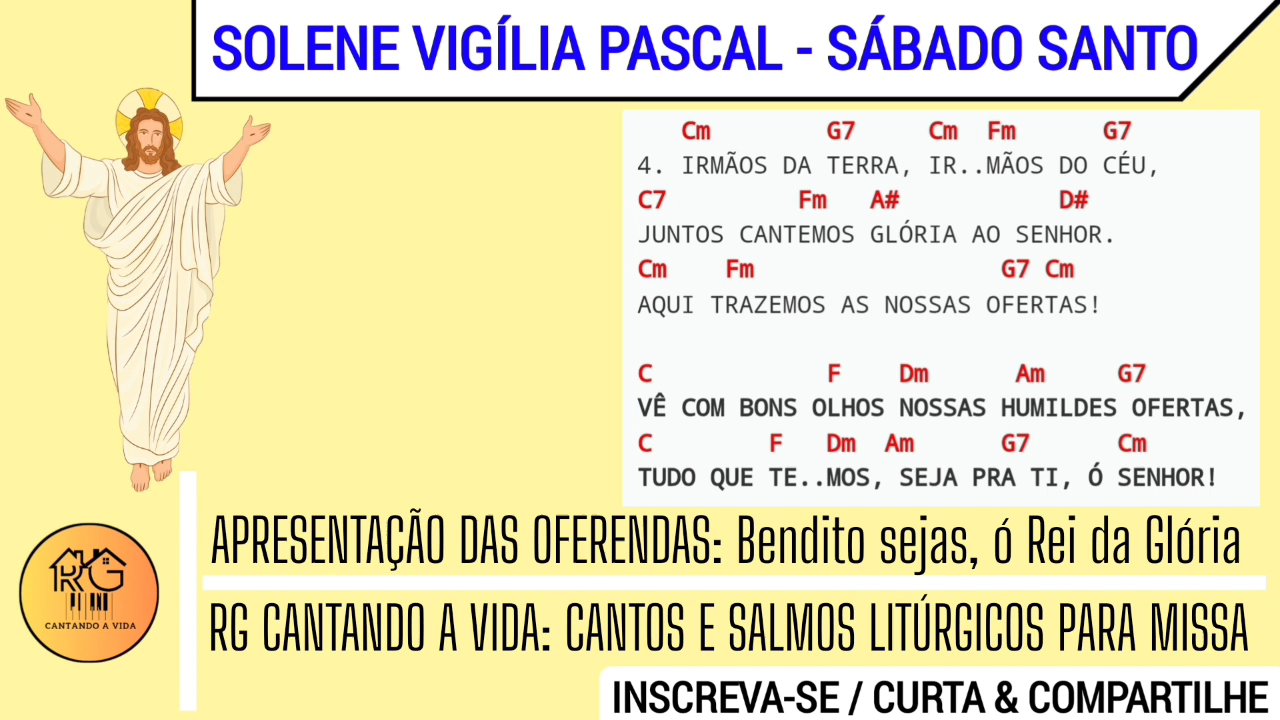 SOLENE VIGÍLIA PASCAL - SÁBADO SANTO
Cm G7 Cm Fm G7
4. IRMÃOS DA TERRA, IR..MÃOS DO CÉU,
C7 Fm A# D#
JUNTOS CANTEMOS GLÓRIA AO SENHOR.
Cm Fm G7 Cm
AQUI TRAZEMOS AS NOSSAS OFERTAS!
C F Dm Am G7
VÊ COM BONS OLHOS NOSSAS HUMILDES OFERTAS,
C F Dm Am G7 Cm
TUDO QUE TE..MOS, SEJA PRA TI, Ó SENHOR!
APRESENTAÇÃO DAS OFERENDAS: Bendito sejas, ó Rei da Glória
RG
CANTANDO A VIDA
RG CANTANDO A VIDA: CANTOS E SALMOS LITÚRGICOS PARA MISSA
INSCREVA-SE / CURTA & COMPARTILHE